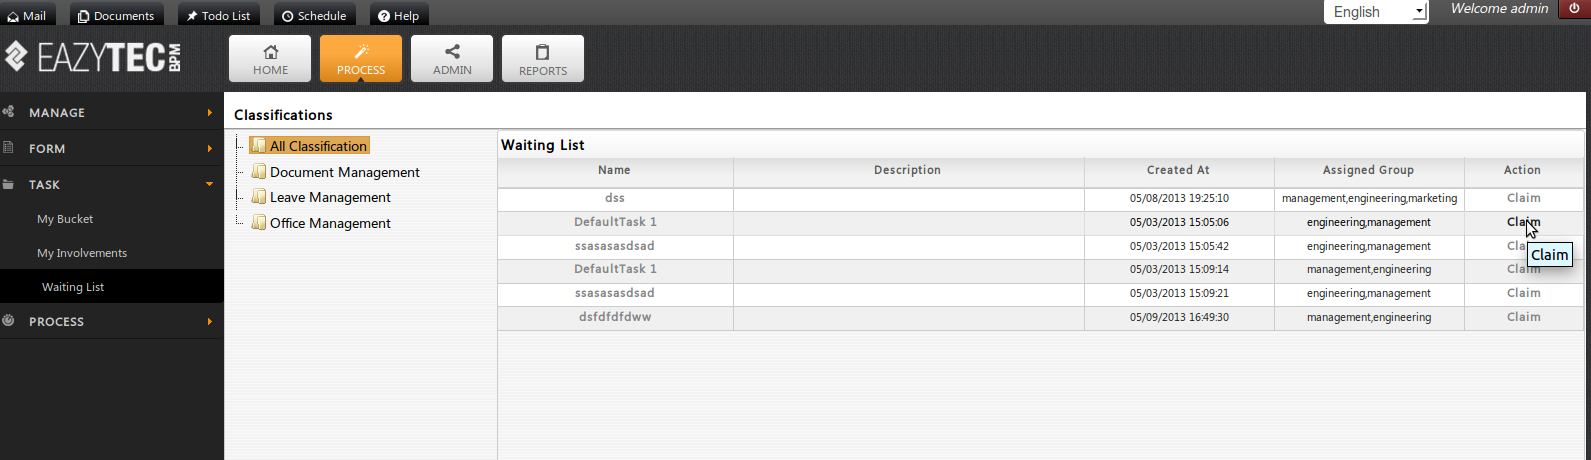 Mail Documents Todo List Schedule Help English Welcome admin
EAZYTEC BPM
HOME PROCESS ADMIN REPORTS
MANAGE
FORM
TASK
My Bucket
My Involvements
Waiting List
PROCESS
Classifications
All Classification
Document Management
Leave Management
Office Management
Waiting List
Name Description Created At Assigned Group Action
dss 05/08/2013 19:25:10 management,engineering,marketing Claim
DefaultTask 1 05/03/2013 15:05:06 engineering,management Claim
ssasasasdsad 05/03/2013 15:05:42 engineering,management Claim
DefaultTask 1 05/03/2013 15:09:14 management,engineering Claim
ssasasasdsad 05/03/2013 15:09:21 engineering,management Claim
dsfdfdfdww 05/09/2013 16:49:30 management,engineering Claim
Claim